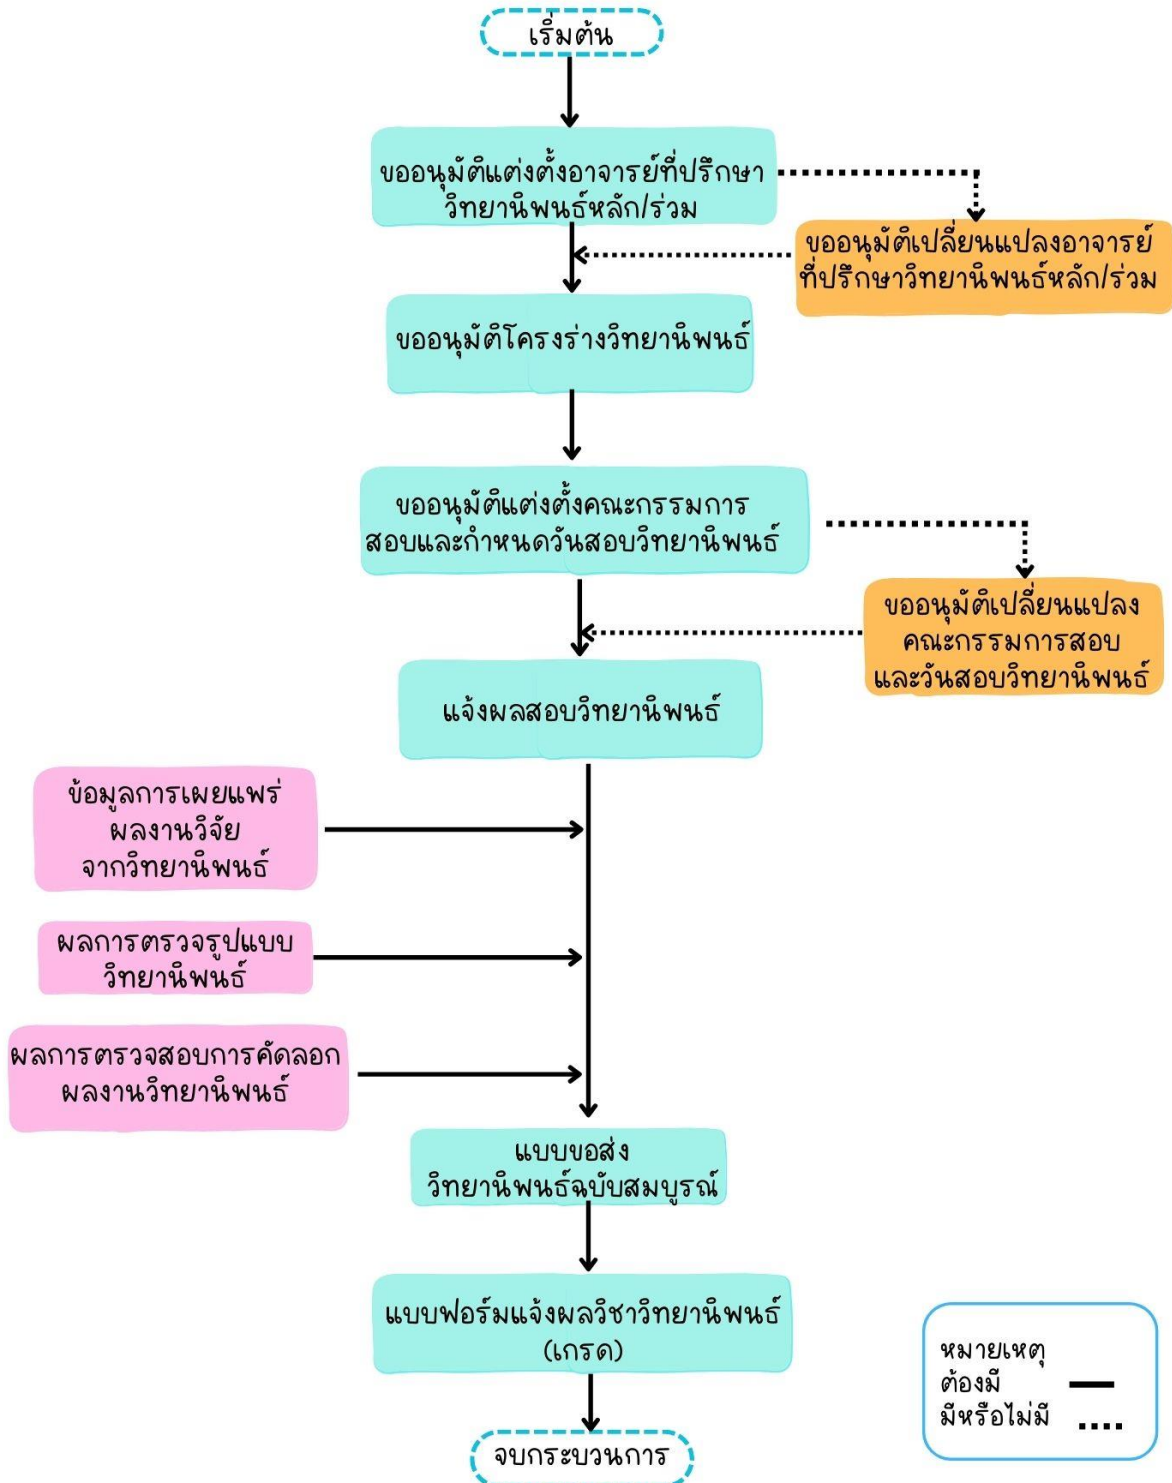 เริ่มต้น
ขออนุมัติแต่งตั้งอาจารย์ที่ปรึกษา
วิทยานิพนธ์หลัก/ร่วม
ขออนุมัติเปลี่ยนแปลงอาจารย์
ที่ปรึกษาวิทยานิพนธ์หลัก/ร่วม
ขออนุมัติโครงร่างวิทยานิพนธ์
ขออนุมัติแต่งตั้งคณะกรรมการ
สอบและกำหนดวันสอบวิทยานิพนธ์
ขออนุมัติเปลี่ยนแปลง
คณะกรรมการสอบ
และวันสอบวิทยานิพนธ์
แจ้งผลสอบวิทยานิพนธ์
ข้อมูลการเผยแพร่
ผลงานวิจัย
จากวิทยานิพนธ์
ผลการตรวจรูปแบบ
วิทยานิพนธ์
ผลการตรวจสอบการคัดลอก
ผลงานวิทยานิพนธ์
แบบขอส่ง
วิทยานิพนธ์ฉบับสมบูรณ์
แบบฟอร์มแจ้งผลวิชาวิทยานิพนธ์
(เกรด)
จบกระบวนการ
หมายเหตุ
ต้องมี
มีหรือไม่มี